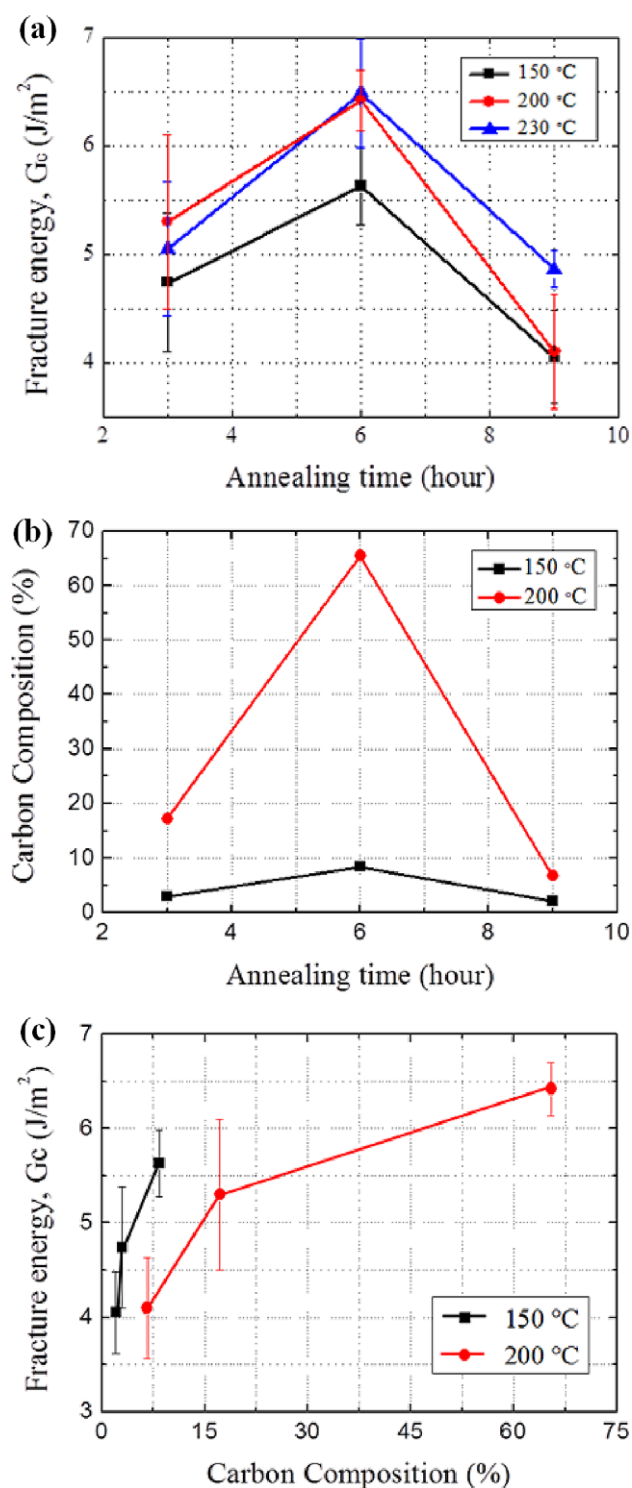 (a)
7
6
5
4
Fracture energy, Gc (J/m²)
150 °C
200 °C
230 °C
2 4 6 8 10
Annealing time (hour)
(b)
70
60
50
40
30
20
10
0
Carbon Composition (%)
150 °C
200 °C
2 4 6 8 10
Annealing time (hour)
(c)
7
6
5
4
3
Fracture energy, Gc (J/m²)
150 °C
200 °C
0 15 30 45 60 75
Carbon Composition (%)